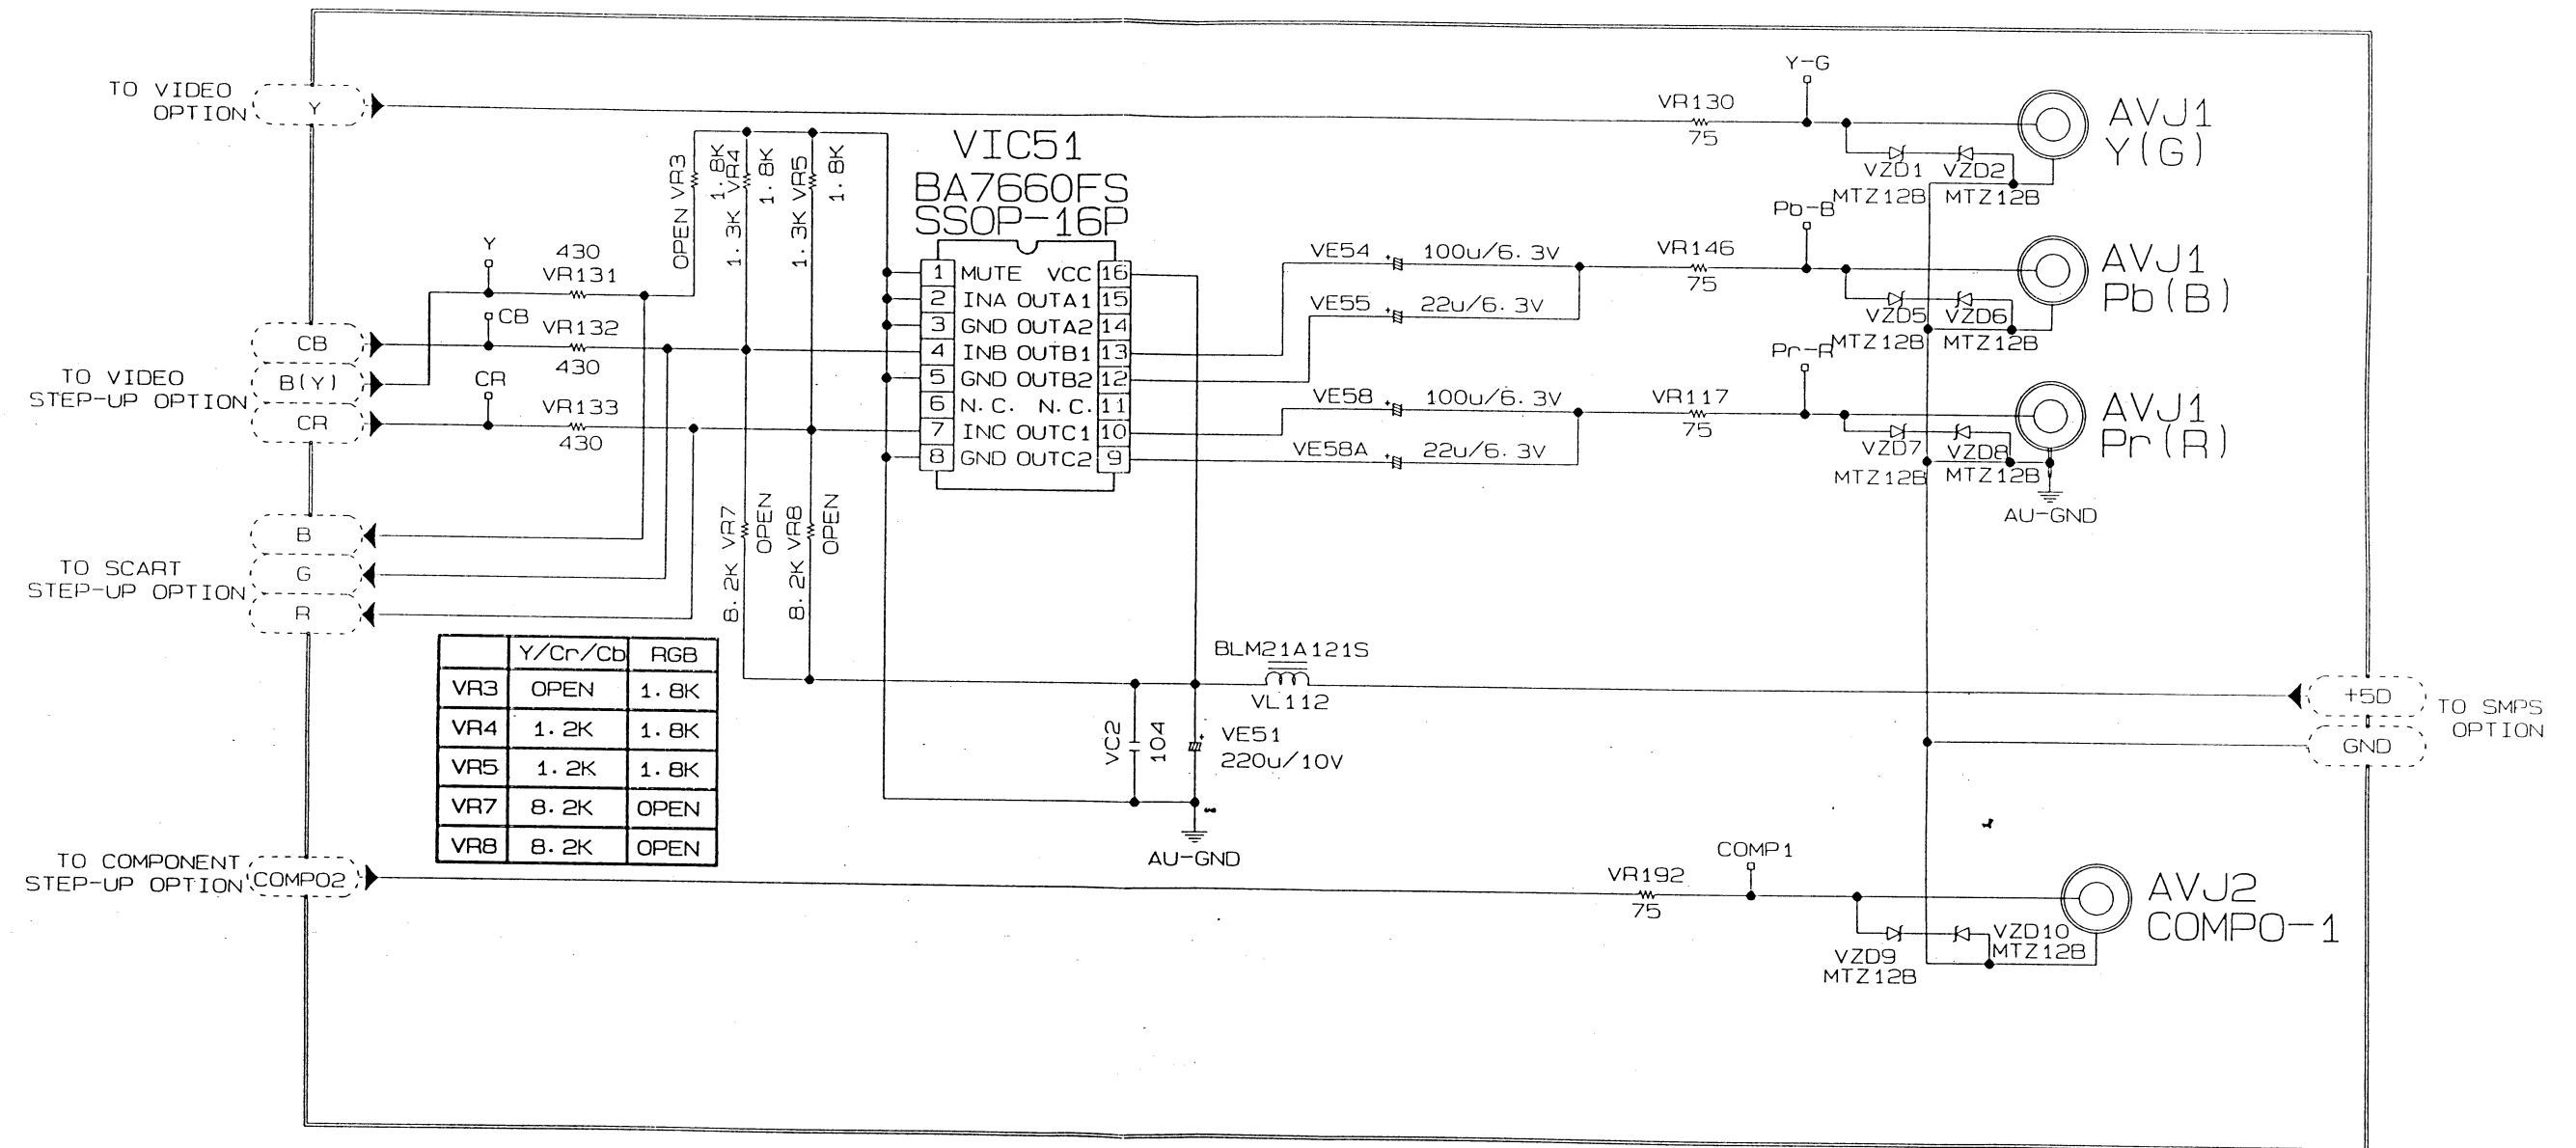 TO VIDEO
OPTION
Y
Y-G
VR130
75
AVJ1
Y(G)
VZD1
VZD2
MTZ12B
MTZ12B
OPEN VR3
1.8K
1.3K VR4
1.8K
1.3K VR5
1.8K
VIC51
BA7660FS
SSOP-16P
1 MUTE VCC 16
2 INA OUTA1 15
3 GND OUTA2 14
4 INB OUTB1 13
5 GND OUTB2 12
6 N.C. N.C. 11
7 INC OUTC1 10
8 GND OUTC2 9
Y
430
VR131
CB
VR132
430
CR
VR133
430
CB
B(Y)
CR
TO VIDEO
STEP-UP OPTION
VE54 + 100u/6.3V
VE55 + 22u/6.3V
VR146
75
Pb-B
AVJ1
Pb(B)
VZD5
VZD6
MTZ12B
MTZ12B
VE58 + 100u/6.3V
VE58A + 22u/6.3V
VR117
75
Pr-R
AVJ1
Pr(R)
VZD7
VZD8
MTZ12B
MTZ12B
AU-GND
B
G
R
TO SCART
STEP-UP OPTION
8.2K VR7
OPEN
8.2K VR8
OPEN
Y/Cr/Cb RGB
VR3 OPEN 1.8K
VR4 1.2K 1.8K
VR5 1.2K 1.8K
VR7 8.2K OPEN
VR8 8.2K OPEN
BLM21A121S
VL112
VC2
104
+
VE51
220u/10V
AU-GND
+5D
GND
TO SMPS
OPTION
TO COMPONENT
STEP-UP OPTION
COMPO2
VR192
75
COMP1
AVJ2
COMPO-1
VZD9
MTZ12B
VZD10
MTZ12B